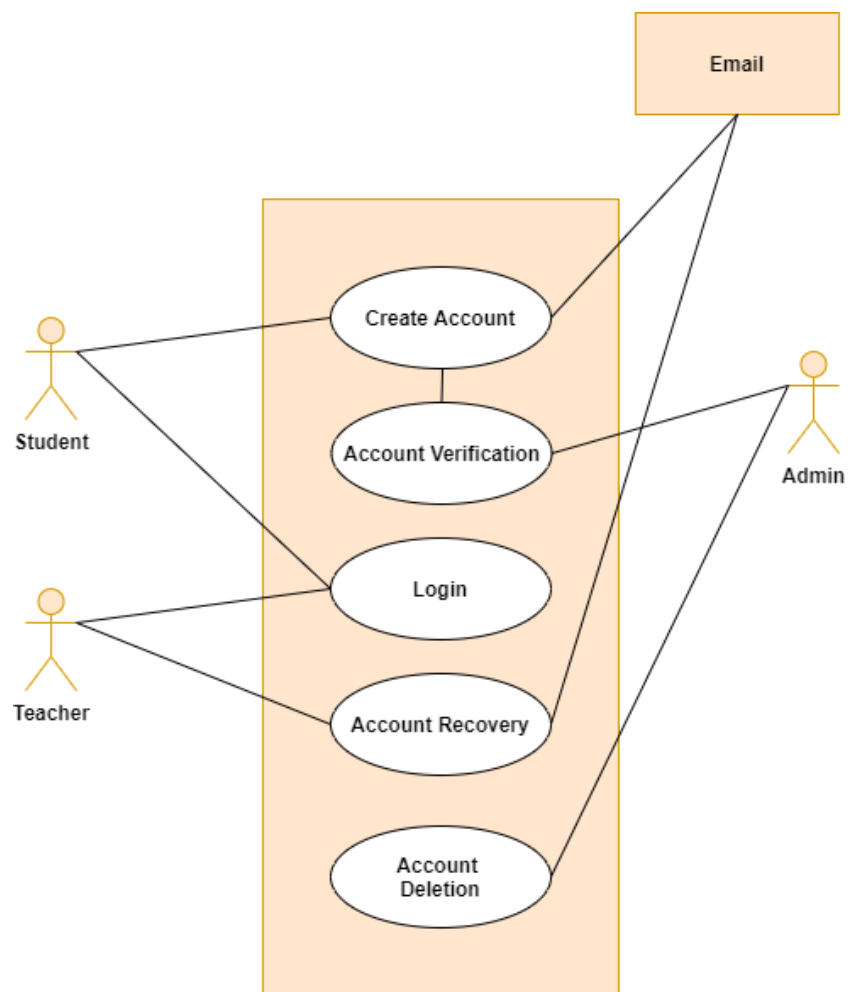 Email
Create Account
Student
Account Verification
Admin
Login
Teacher
Account Recovery
Account
Deletion